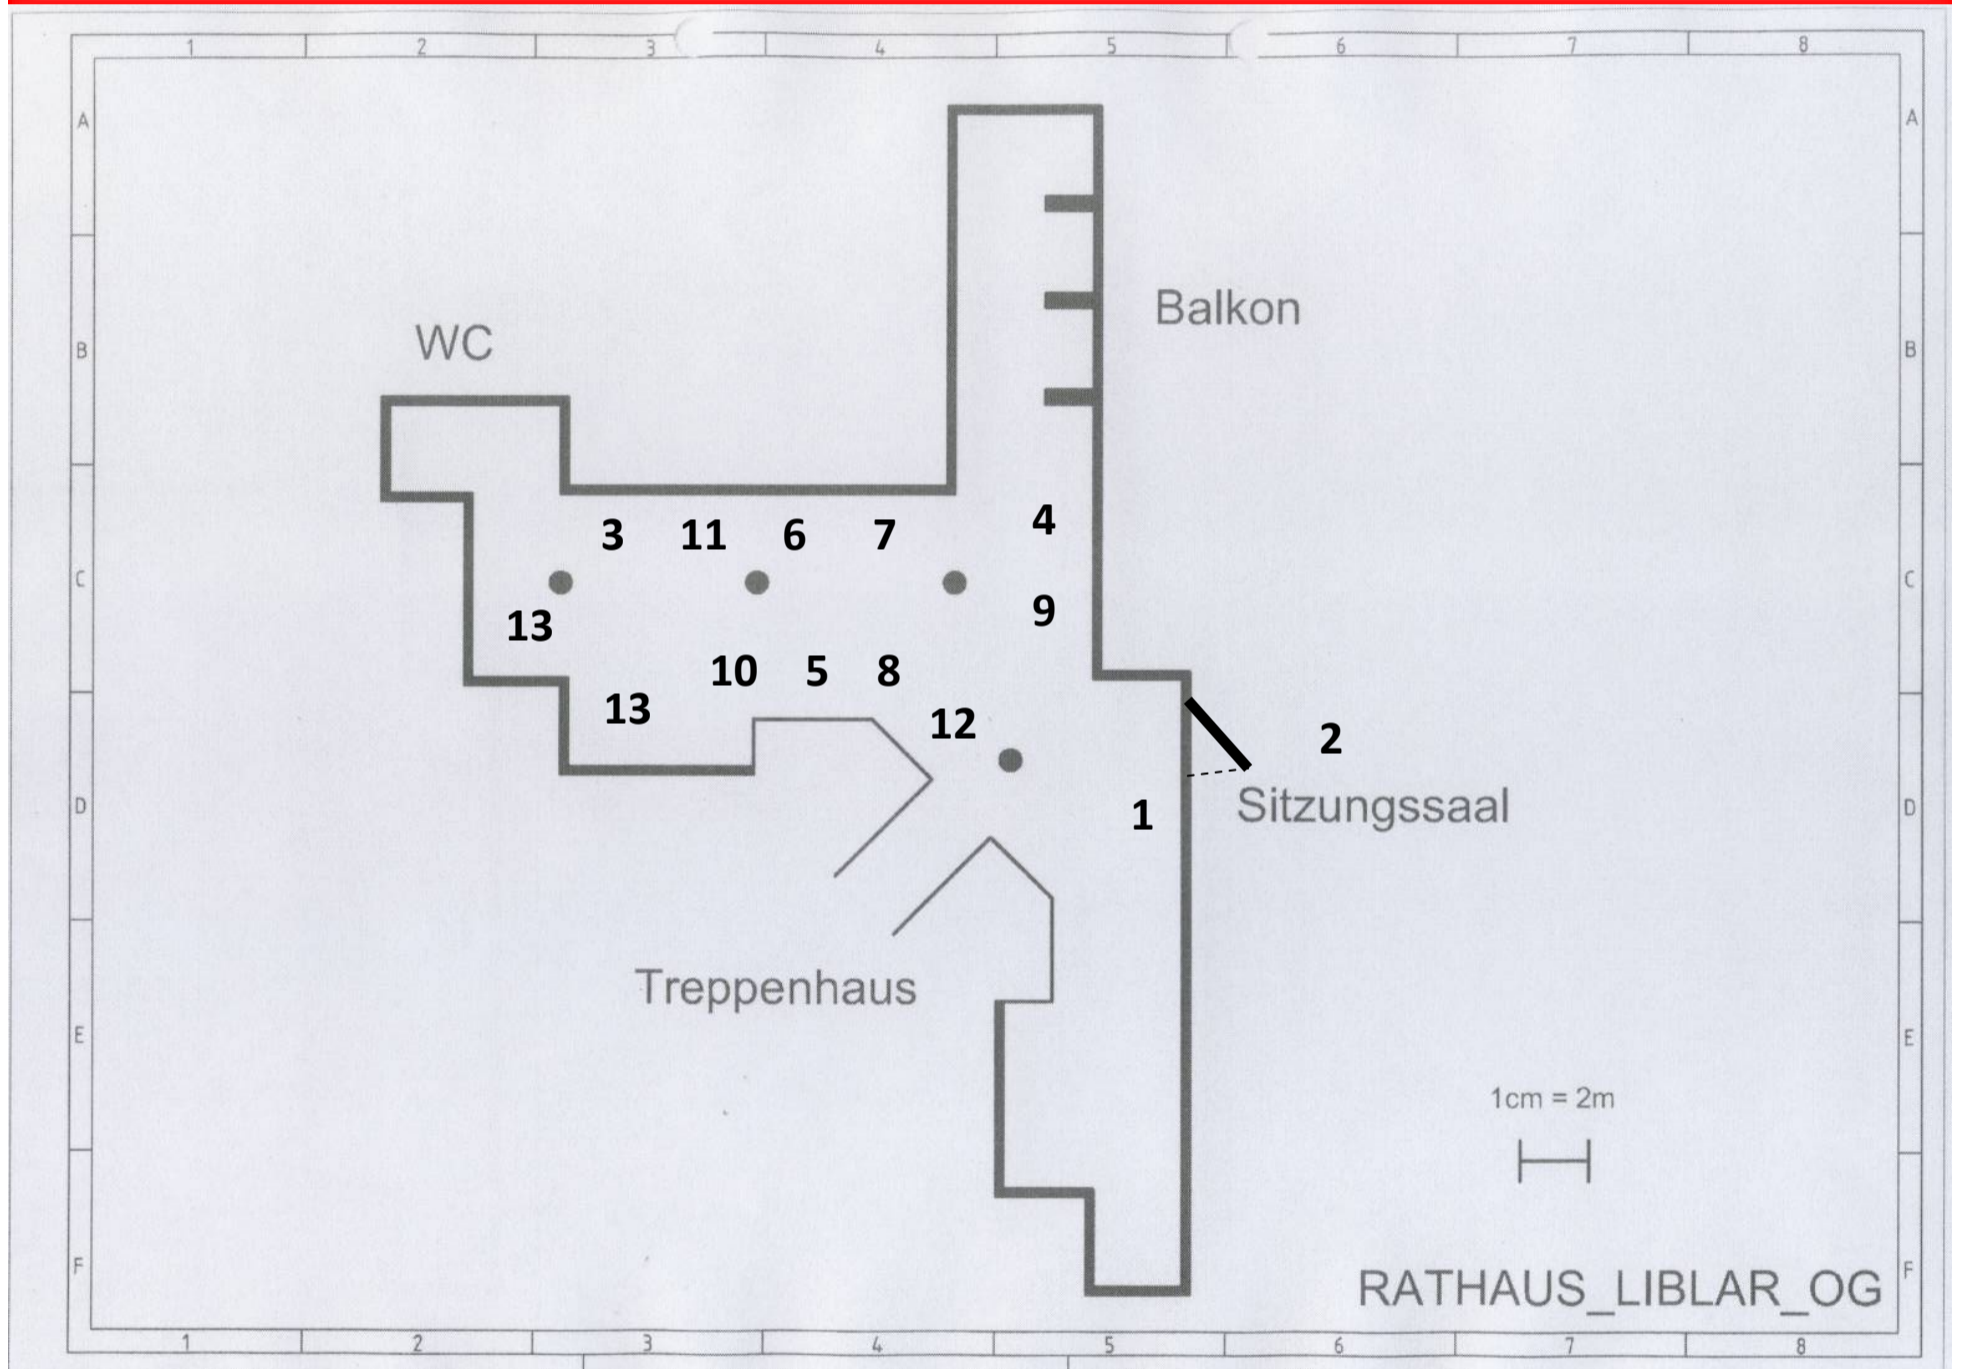 1 2 3 4 5 6 7 8
A A
Balkon
WC
B B
4
3 11 6 7
C C
9
13
10 5 8
13
12
2
1
Sitzungssaal
D D
Treppenhaus
E E
1cm = 2m
F F
RATHAUS_LIBLAR_OG
1 2 3 4 5 6 7 8